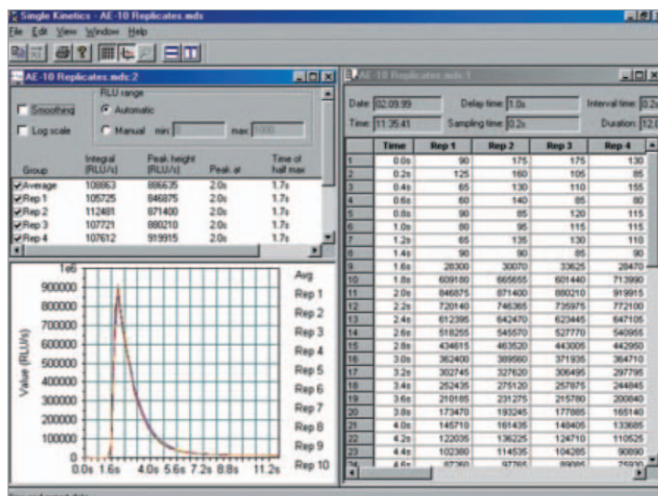 Single Kinetics - AE-10 Replicates.mds
File Edit View Window Help
AE-10 Replicates.mds:2
RLU range
Smoothing
Automatic
Log scale
Manual min: 0 max: 1000
Group Integral (RLU/s) Peak height (RLU/s) Peak at Time of half max
Average 108863 886635 2.0s 1.7s
Rep 1 105725 846875 2.0s 1.7s
Rep 2 112481 871400 2.0s 1.7s
Rep 3 107721 880210 2.0s 1.7s
Rep 4 107612 919915 2.0s 1.7s
1e6
900000
800000
700000
600000
500000
400000
300000
200000
100000
0
Value (RLU/s)
0.0s 1.6s 4.0s 5.6s 7.2s 8.8s 11.2s
Avg
Rep 1
Rep 2
Rep 3
Rep 4
Rep 5
Rep 6
Rep 7
Rep 8
Rep 9
Rep 10
AE-10 Replicates.mds:1
Date: 02.09.99 Delay time: 1.0s Interval time: 0.2s
Time: 11:35:41 Sampling time: 0.2s Duration: 12.0
Time Rep 1 Rep 2 Rep 3 Rep 4
1 0.0s 90 175 175 130
2 0.2s 125 160 105 85
3 0.4s 65 130 110 155
4 0.6s 60 140 85 80
5 0.8s 90 85 120 115
6 1.0s 80 95 115 115
7 1.2s 65 135 130 110
8 1.4s 90 90 85 90
9 1.6s 28300 30070 33625 28470
10 1.8s 609180 665655 601440 713990
11 2.0s 846875 871400 880210 919915
12 2.2s 720140 746365 735975 772100
13 2.4s 612395 642470 623445 647105
14 2.6s 518255 545570 527770 540955
15 2.8s 434615 463520 443005 442950
16 3.0s 362400 389560 371935 364710
17 3.2s 302745 327620 306495 297795
18 3.4s 252435 275120 257875 244845
19 3.6s 210185 231275 215780 200840
20 3.8s 173470 193245 177885 165140
21 4.0s 145710 161435 148405 133685
22 4.2s 122035 136225 124710 110525
23 4.4s 102380 114535 104285 90890
24 4.6s 87260 97765 89085 75930